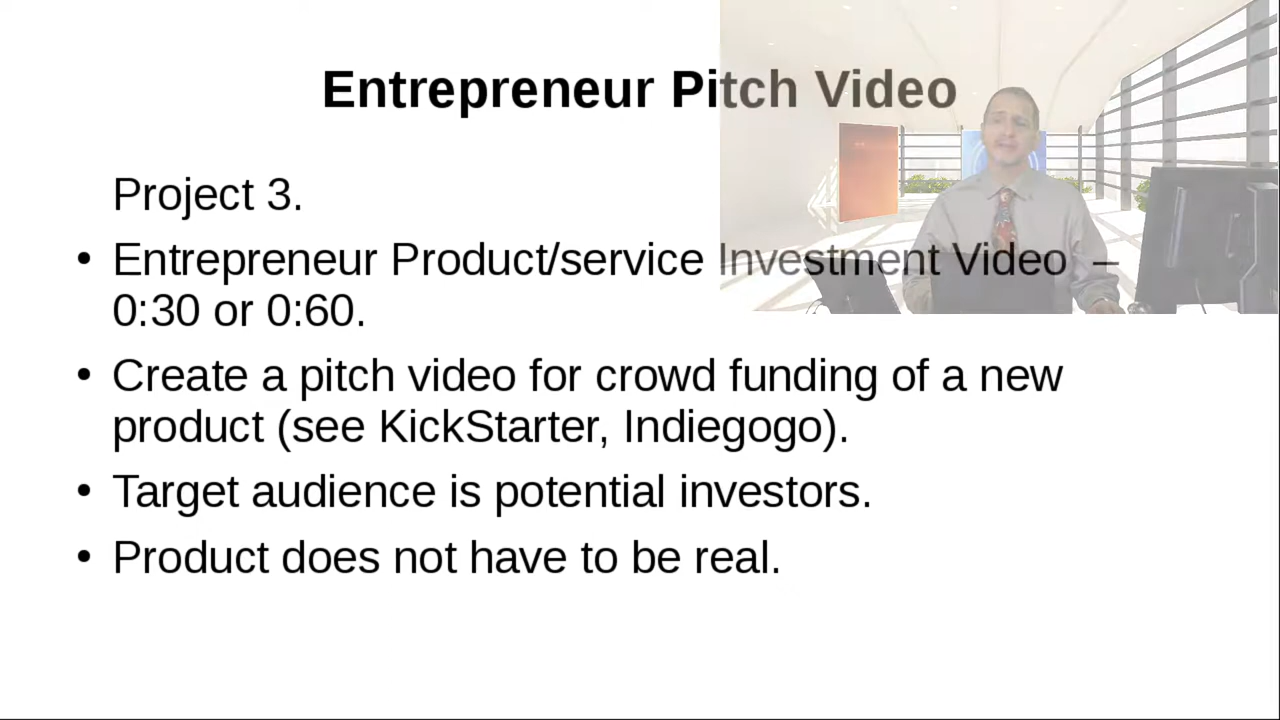 Entrepreneur Pitch Video
Project 3.
• Entrepreneur Product/service Investment Video –
0:30 or 0:60.
• Create a pitch video for crowd funding of a new
product (see KickStarter, Indiegogo).
• Target audience is potential investors.
• Product does not have to be real.